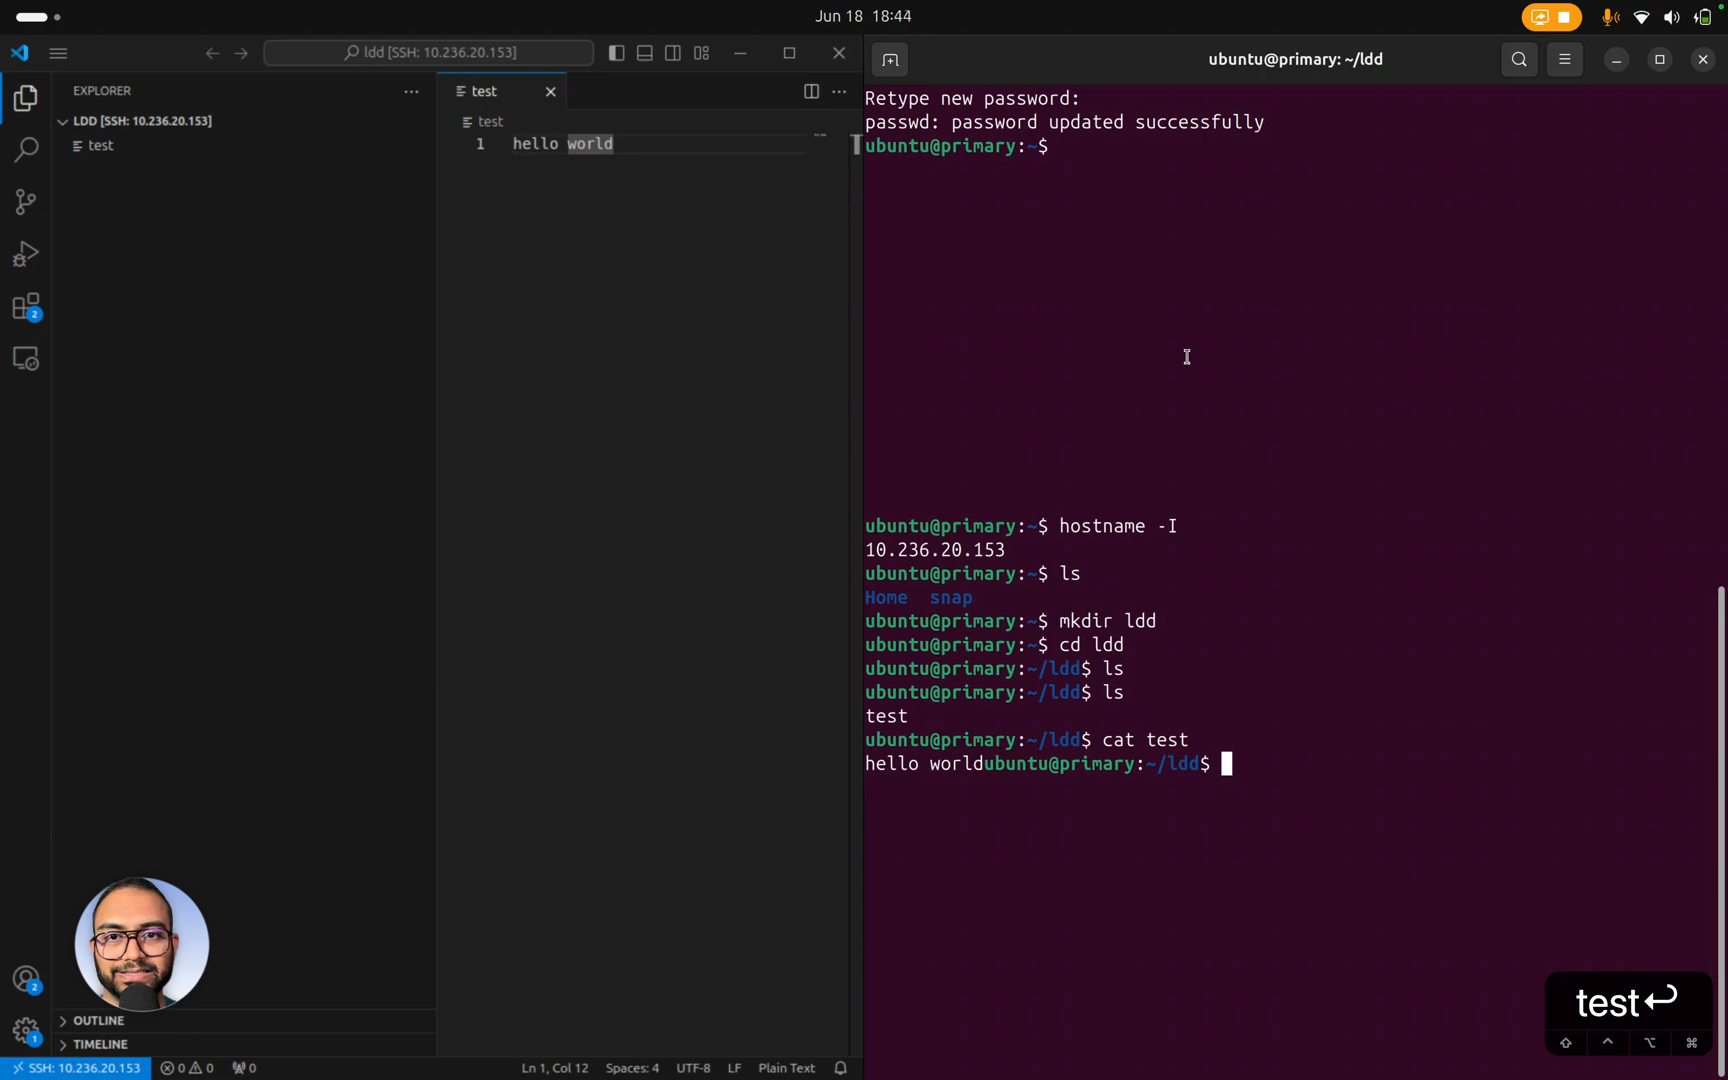 Jun 18 18:44
ldd [SSH: 10.236.20.153]
EXPLORER
LDD [SSH: 10.236.20.153]
test
test
test
1 hello world
2
2
1
OUTLINE
TIMELINE
SSH: 10.236.20.153 0 0 0 Ln 1, Col 12 Spaces: 4 UTF-8 LF Plain Text
ubuntu@primary: ~/ldd
Retype new password:
passwd: password updated successfully
ubuntu@primary:~$
ubuntu@primary:~$ hostname -I
10.236.20.153
ubuntu@primary:~$ ls
Home snap
ubuntu@primary:~$ mkdir ldd
ubuntu@primary:~$ cd ldd
ubuntu@primary:~/ldd$ ls
ubuntu@primary:~/ldd$ ls
test
ubuntu@primary:~/ldd$ cat test
hello worldubuntu@primary:~/ldd$
test